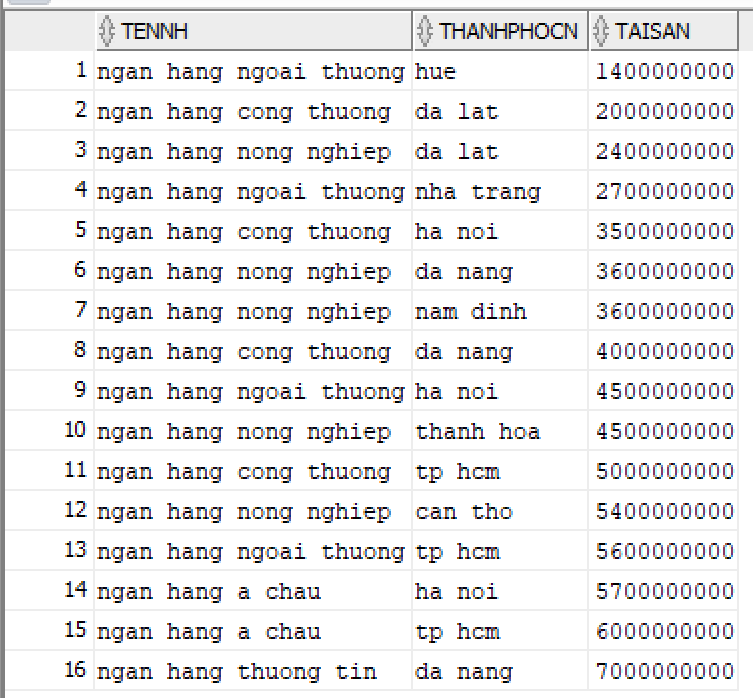 TENNH THANHPHOCN TAISAN
1 ngan hang ngoai thuong hue 1400000000
2 ngan hang cong thuong da lat 2000000000
3 ngan hang nong nghiep da lat 2400000000
4 ngan hang ngoai thuong nha trang 2700000000
5 ngan hang cong thuong ha noi 3500000000
6 ngan hang nong nghiep da nang 3600000000
7 ngan hang nong nghiep nam dinh 3600000000
8 ngan hang cong thuong da nang 4000000000
9 ngan hang ngoai thuong ha noi 4500000000
10 ngan hang nong nghiep thanh hoa 4500000000
11 ngan hang cong thuong tp hcm 5000000000
12 ngan hang nong nghiep can tho 5400000000
13 ngan hang ngoai thuong tp hcm 5600000000
14 ngan hang a chau ha noi 5700000000
15 ngan hang a chau tp hcm 6000000000
16 ngan hang thuong tin da nang 7000000000